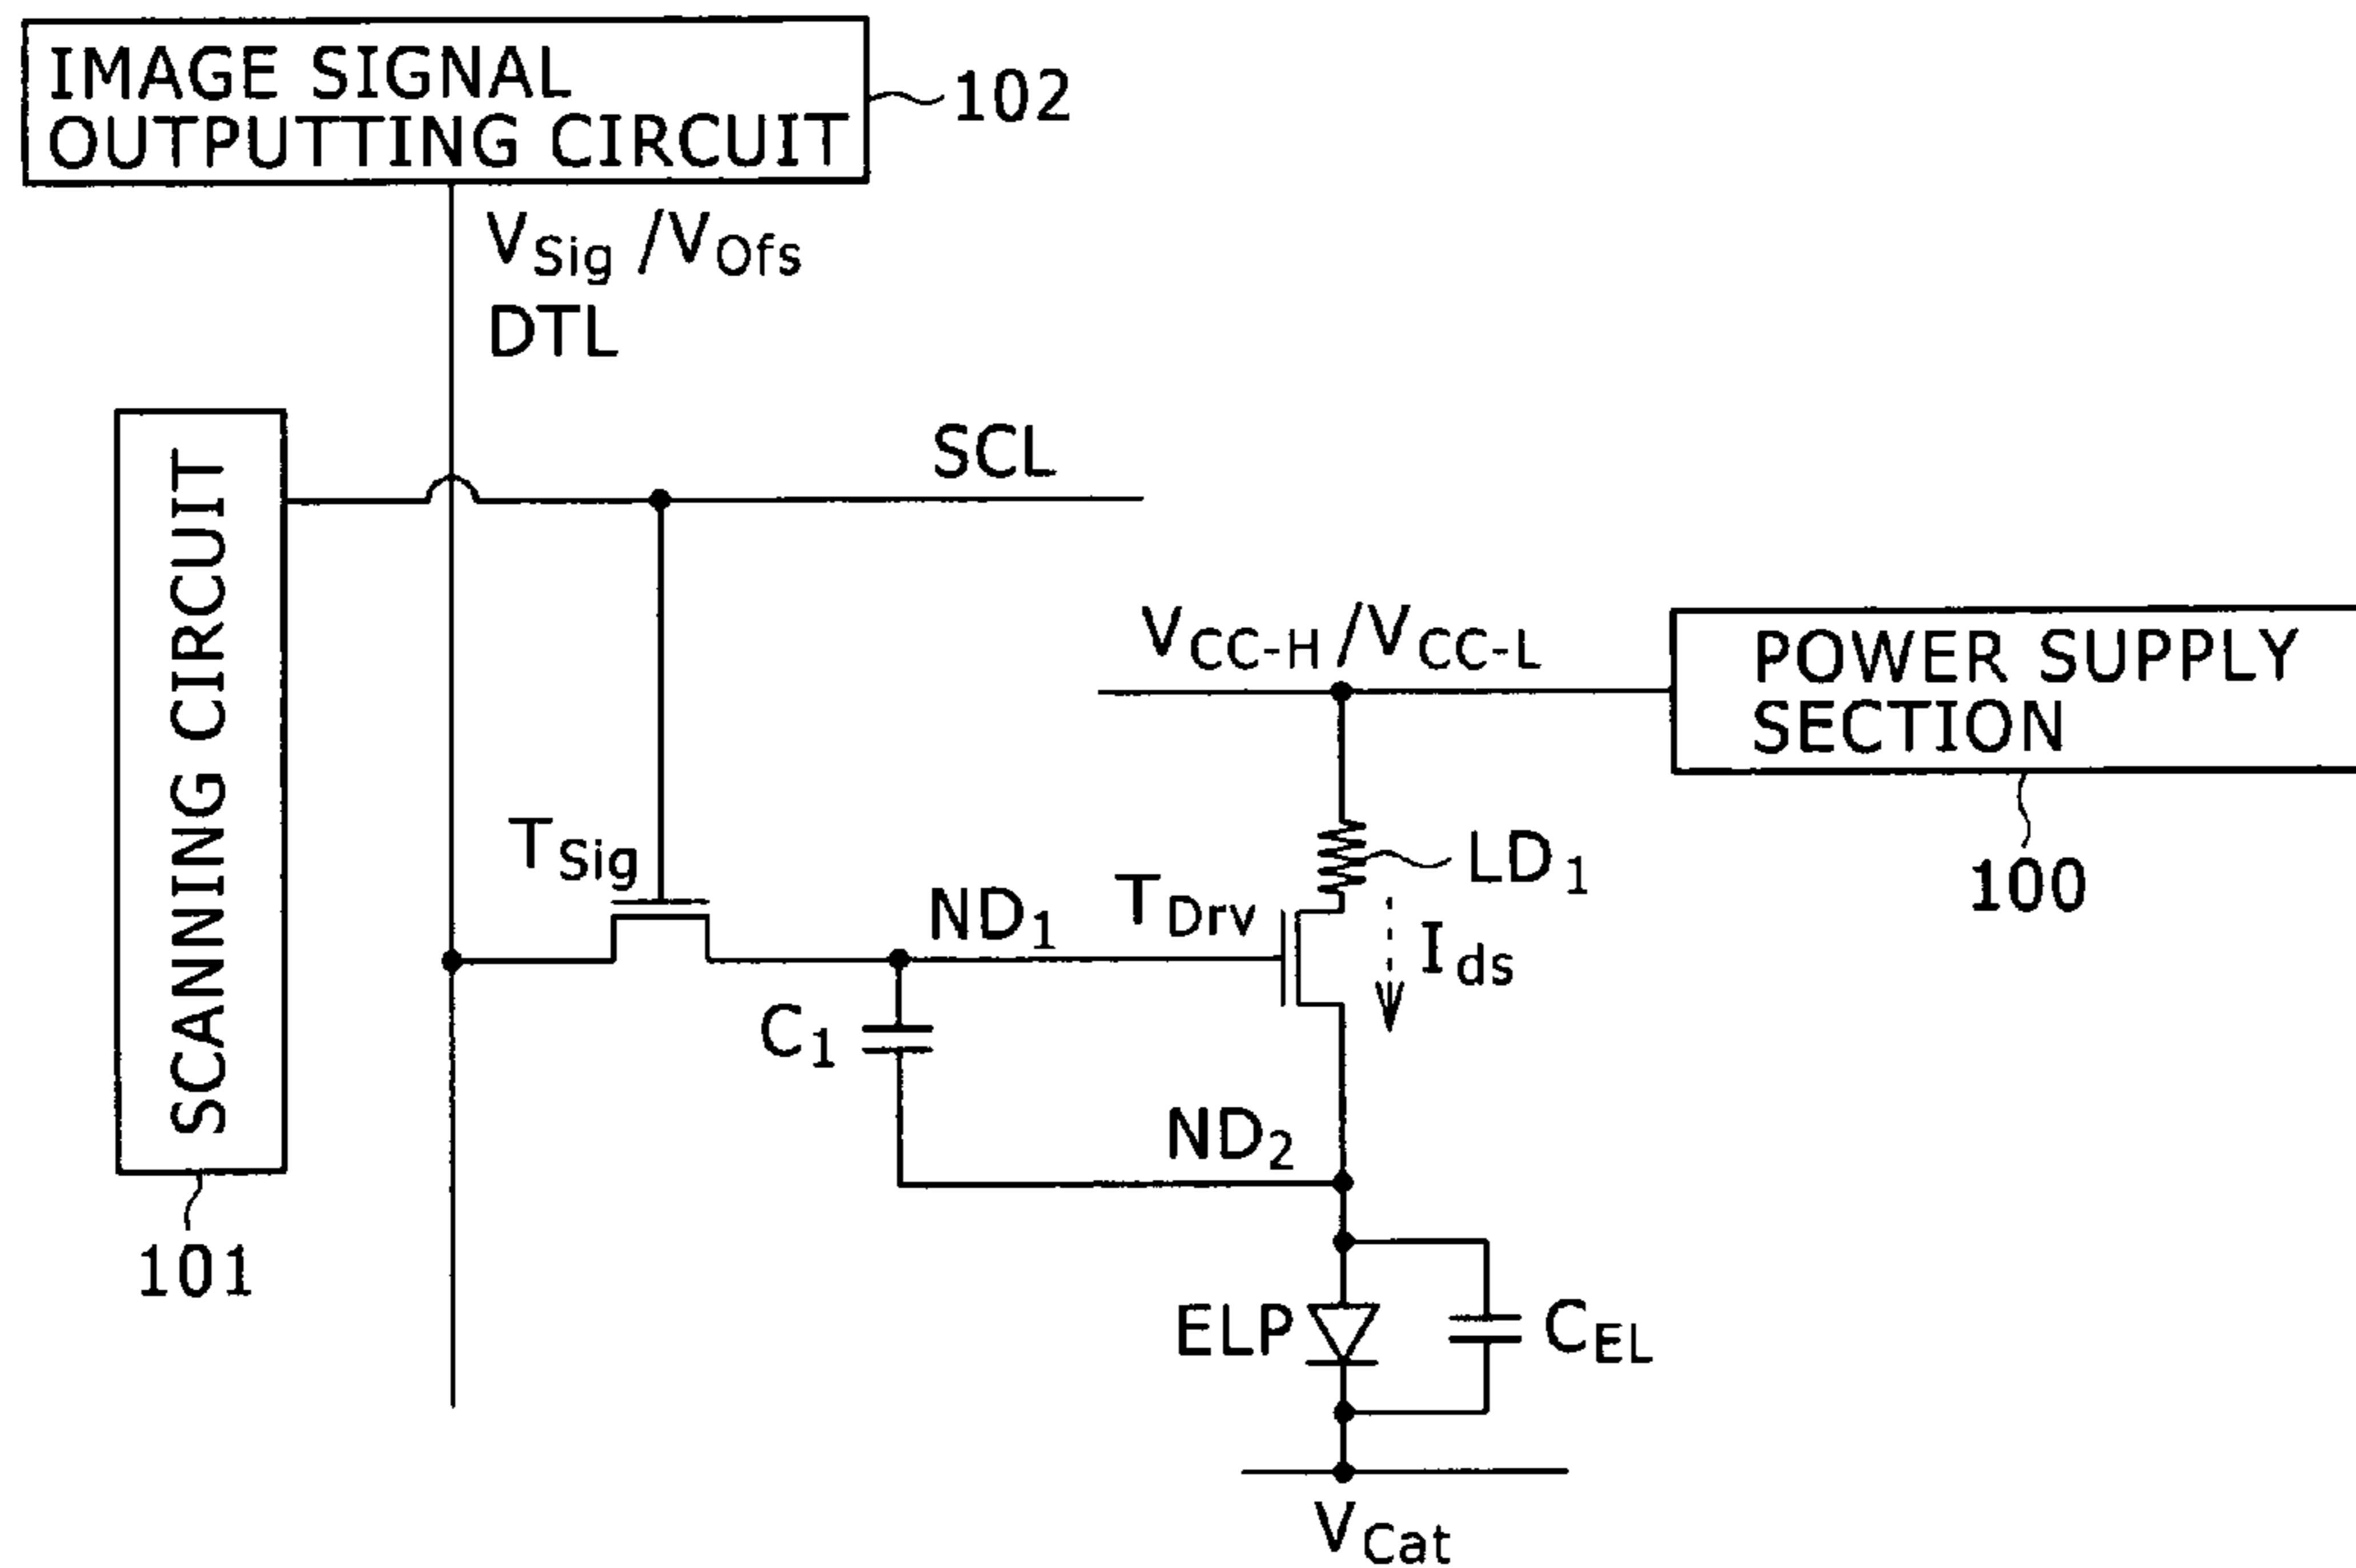 IMAGE SIGNAL
OUTPUTTING CIRCUIT
102
VSig /VOfs
DTL
SCL
SCANNING CIRCUIT
101
VCC-H /VCC-L
POWER SUPPLY
SECTION
100
TSig
LD1
ND1
TDrv
Ids
C1
ND2
ELP
CEL
VCat